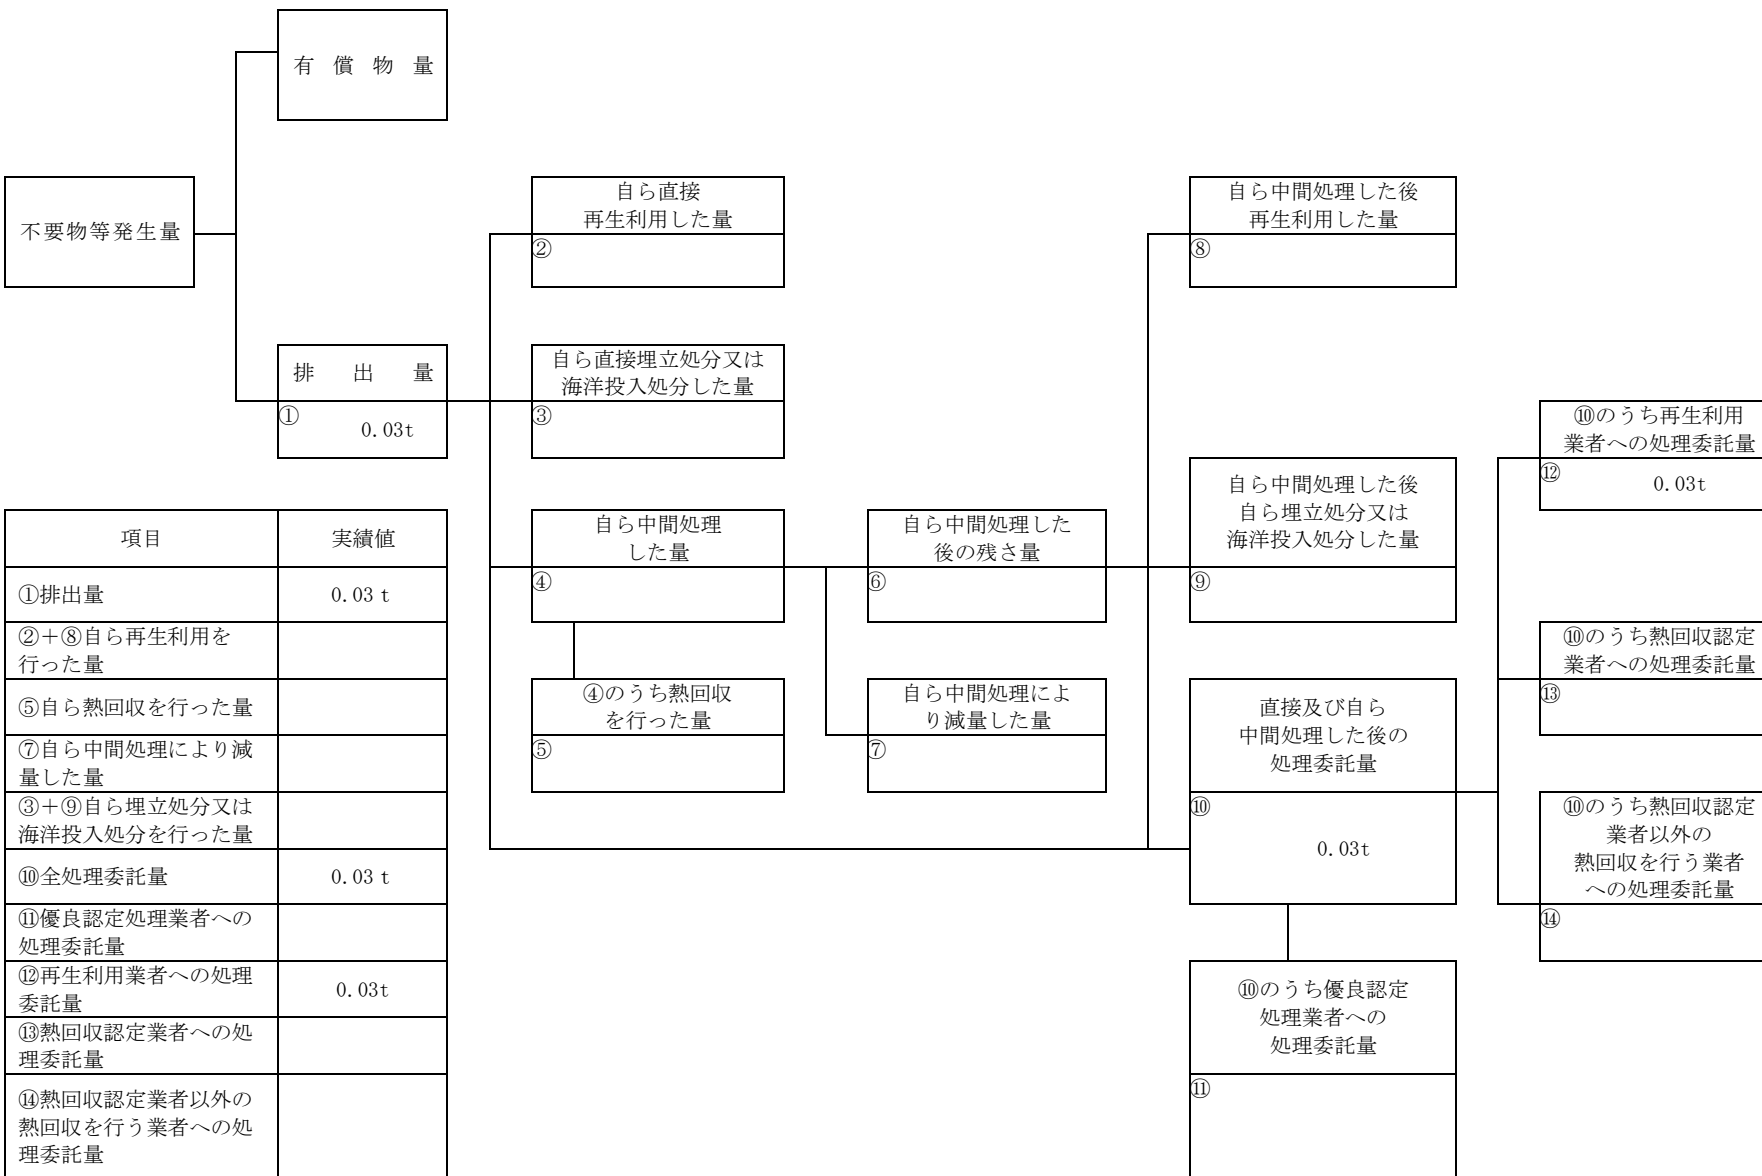 有償物量
不要物等発生量
排出量
①
0.03t
自ら直接
再生利用した量
②
自ら直接埋立処分又は
海洋投入処分した量
③
自ら中間処理
した量
④
④のうち熱回収
を行った量
⑤
自ら中間処理した
後の残さ量
⑥
自ら中間処理によ
り減量した量
⑦
自ら中間処理した後
再生利用した量
⑧
自ら中間処理した後
自ら埋立処分又は
海洋投入処分した量
⑨
直接及び自ら
中間処理した後の
処理委託量
⑩
0.03t
⑩のうち優良認定
処理業者への
処理委託量
⑪
⑩のうち再生利用
業者への処理委託量
⑫
0.03t
⑩のうち熱回収認定
業者への処理委託量
⑬
⑩のうち熱回収認定
業者以外の
熱回収を行う業者
への処理委託量
⑭
項目 実績値
①排出量 0.03 t
②+⑧自ら再生利用を
行った量
⑤自ら熱回収を行った量
⑦自ら中間処理により減
量した量
③+⑨自ら埋立処分又は
海洋投入処分を行った量
⑩全処理委託量 0.03 t
⑪優良認定処理業者への
処理委託量
⑫再生利用業者への処理
委託量 0.03t
⑬熱回収認定業者への処
理委託量
⑭熱回収認定業者以外の
熱回収を行う業者への処
理委託量